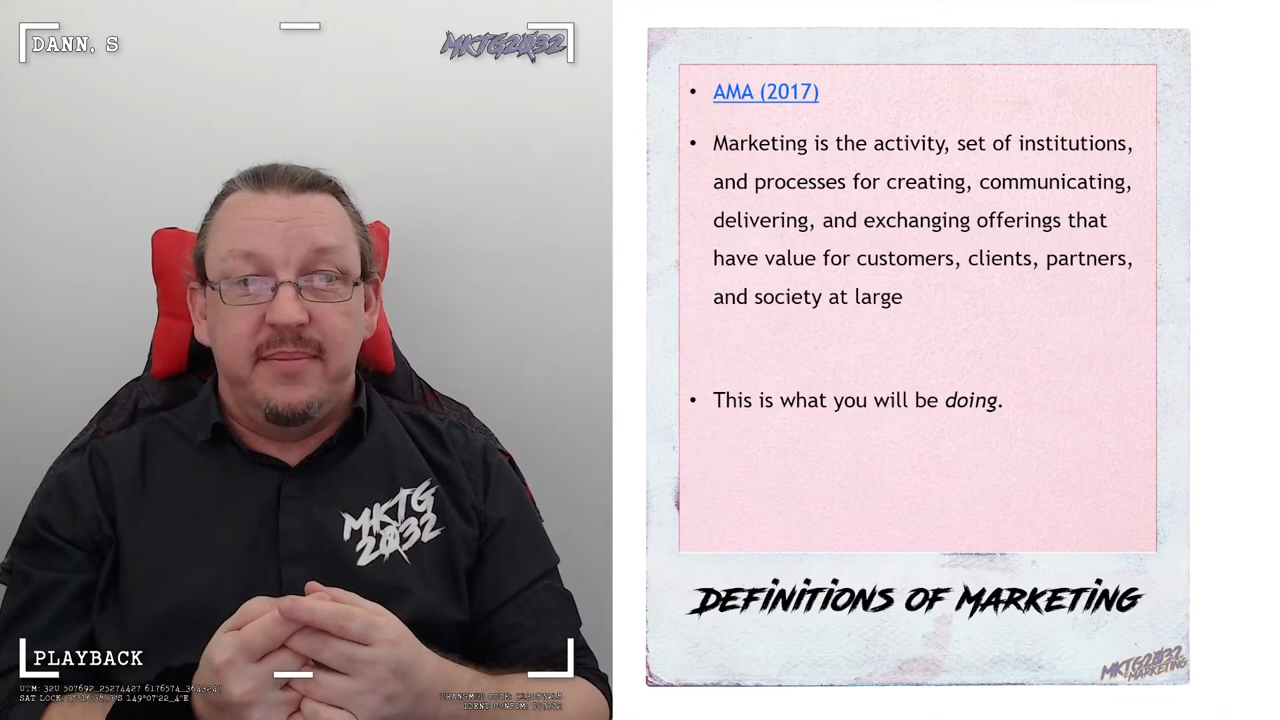 DANN, S
MKTG2032
MKTG
2032
PLAYBACK
AMA (2017)
Marketing is the activity, set of institutions,
and processes for creating, communicating,
delivering, and exchanging offerings that
have value for customers, clients, partners,
and society at large
This is what you will be doing.
DEFINITIONS OF MARKETING
MKTG2032
MARKETING